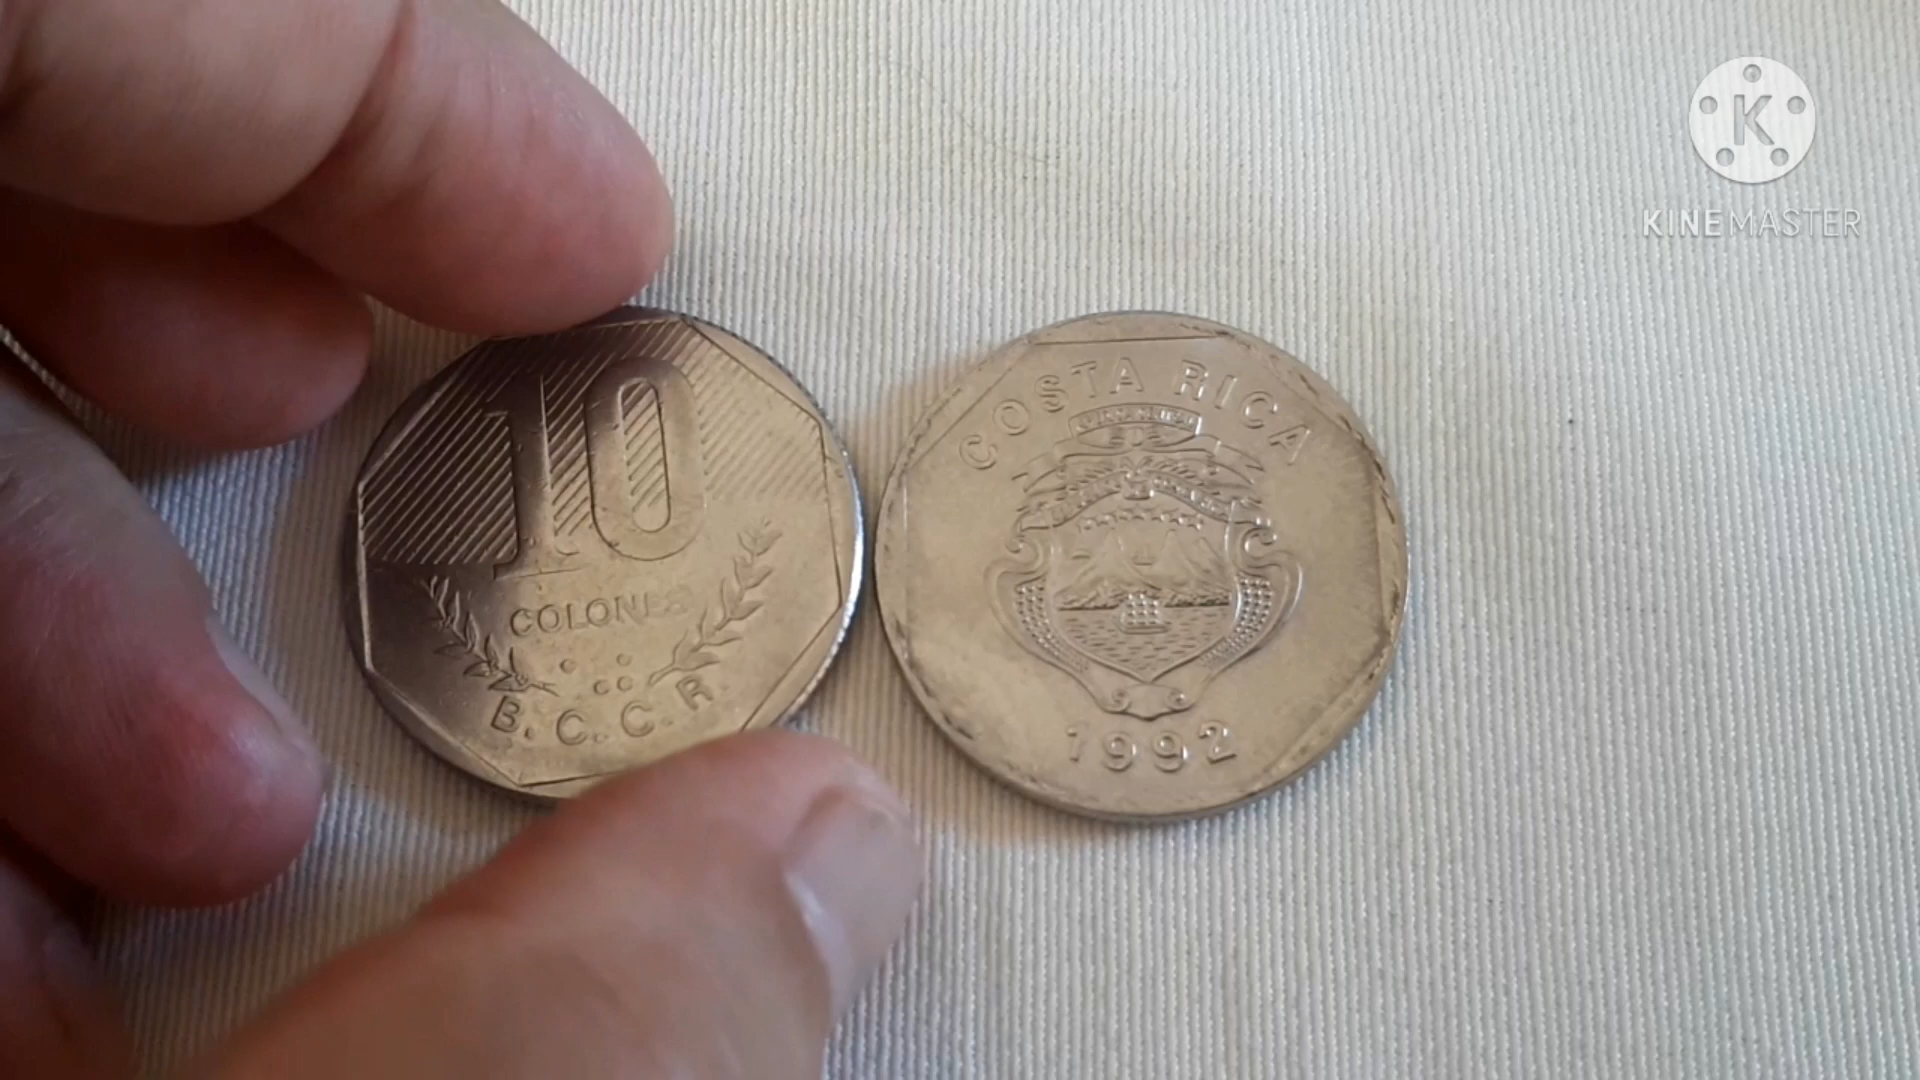 10
COLONES
B. C. C. R.
COSTA RICA
1992
K
KINEMASTER